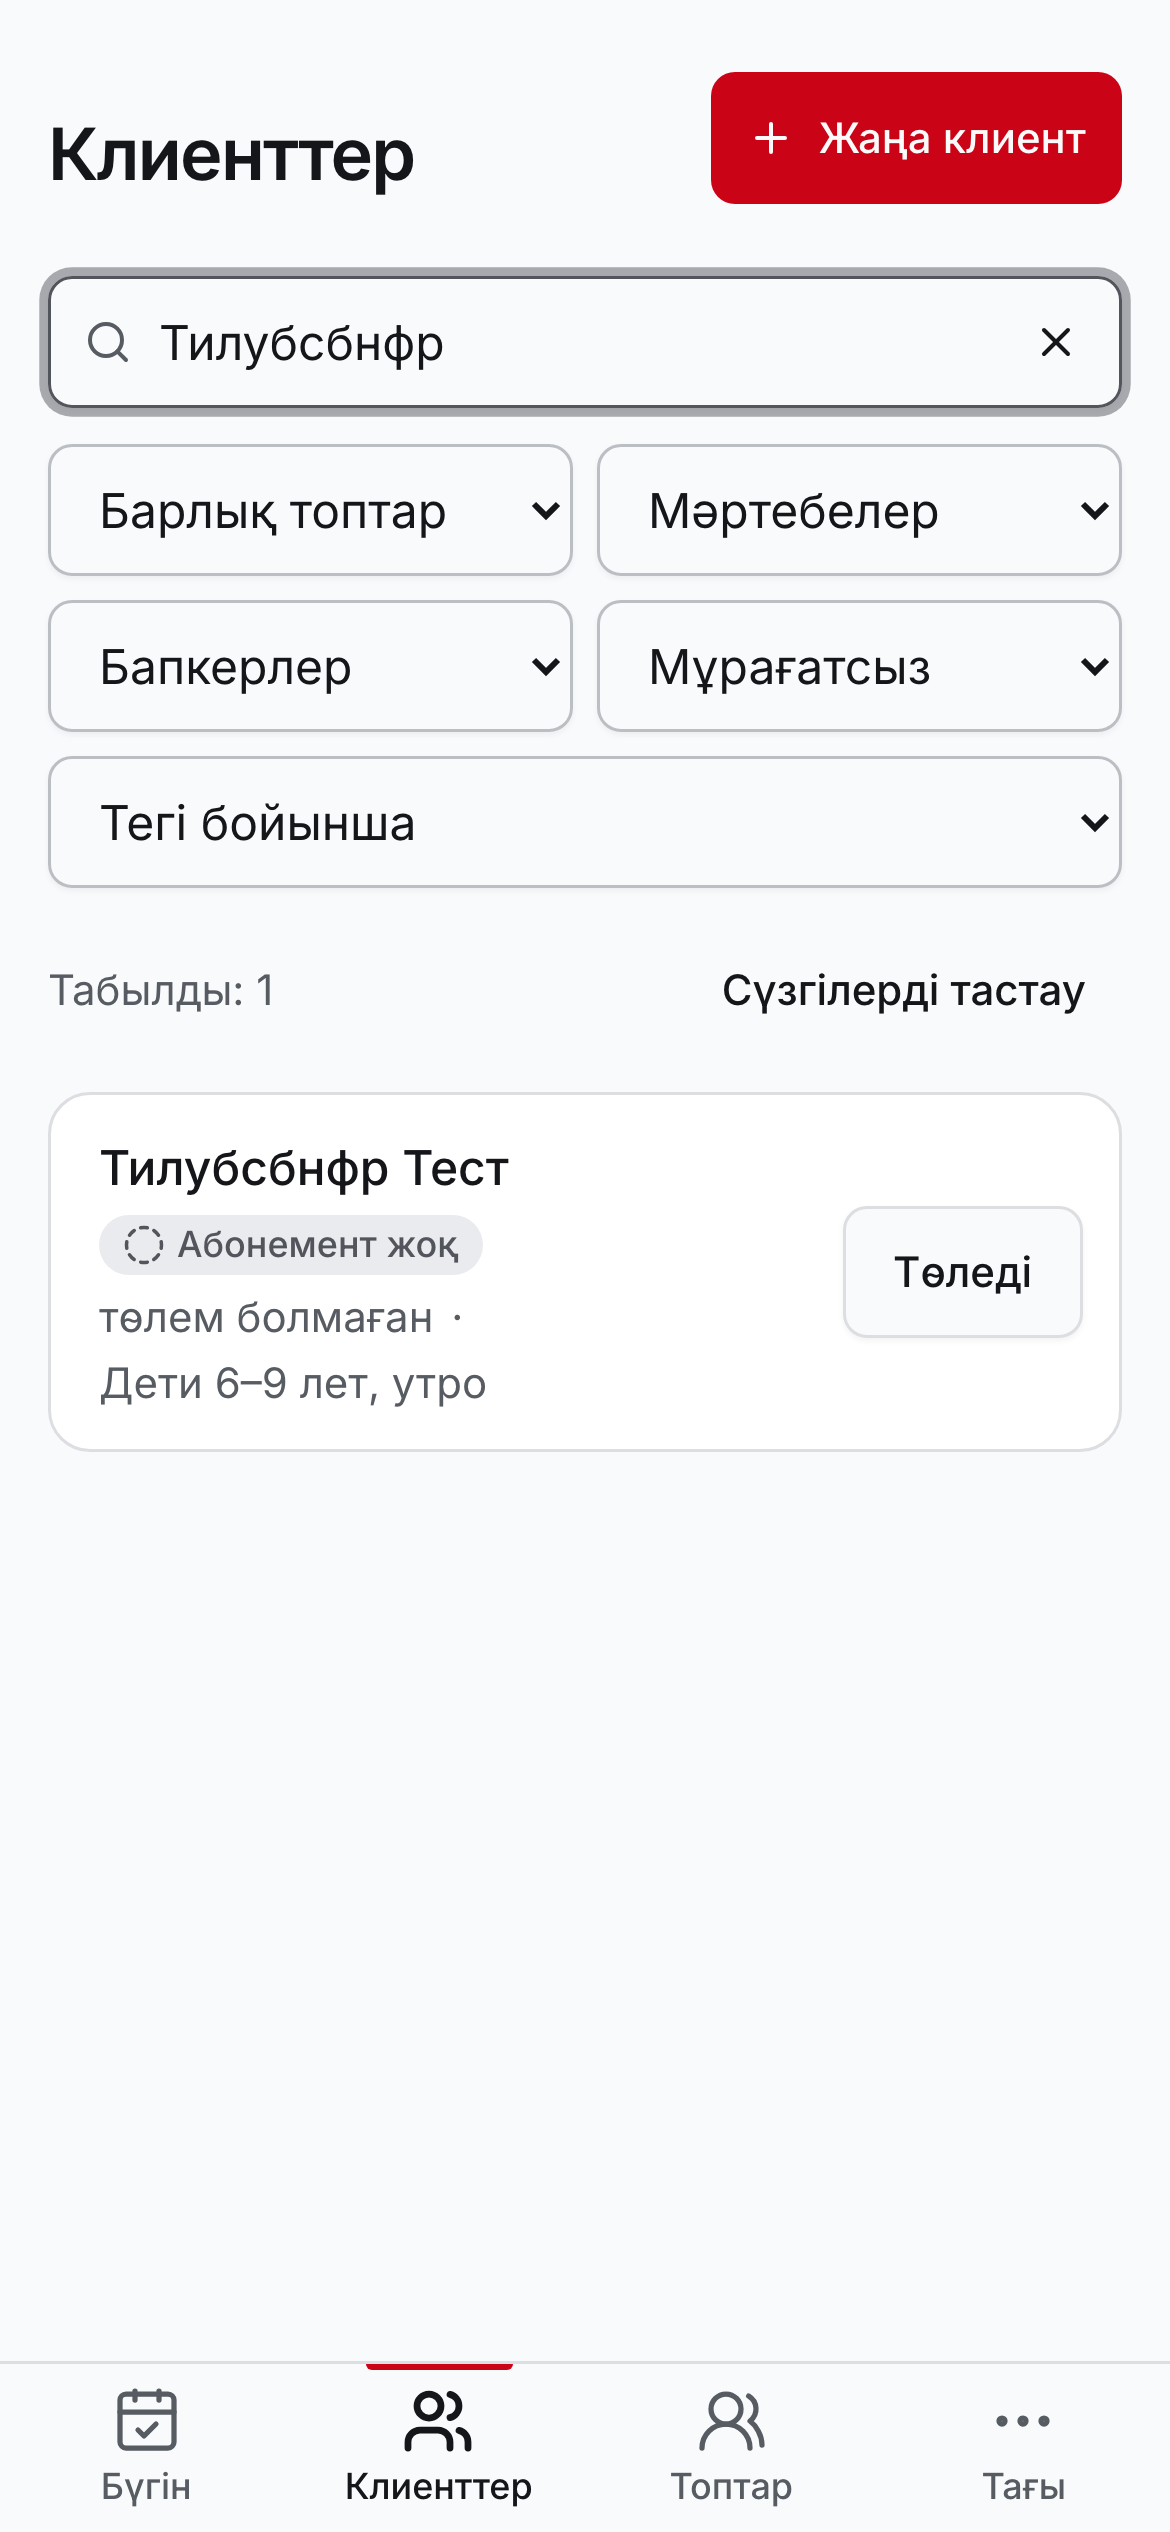 Клиенттер
Жаңа клиент
Тилубсбнфр
Барлық топтар
Мәртебелер
Бапкерлер
Мұрағатсыз
Тегі бойынша
Табылды: 1
Сүзгілерді тастау
Тилубсбнфр Тест
Абонемент жоқ
төлем болмаған ·
Дети 6–9 лет, утро
Төледі
Бүгін
Клиенттер
Топтар
Тағы